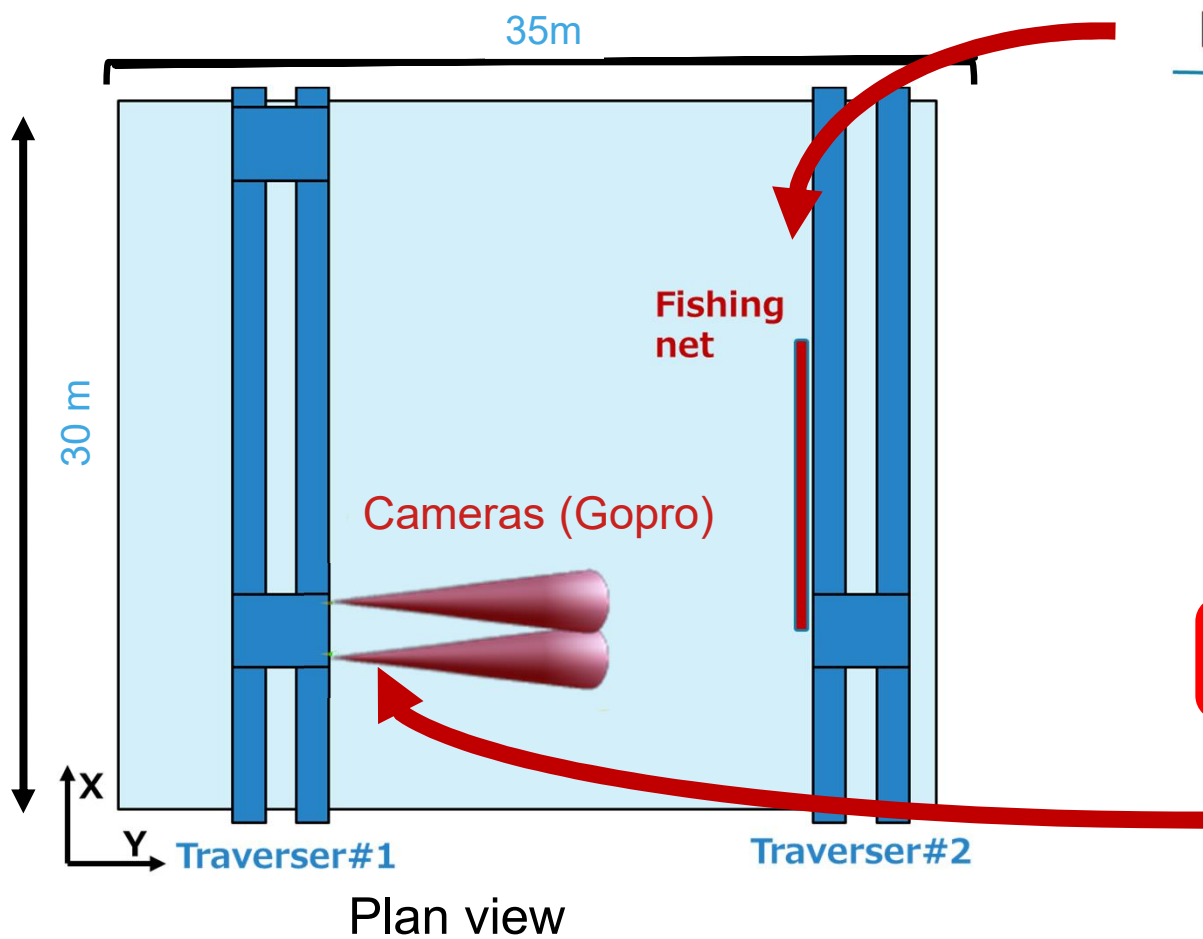 35m
30 m
Fishing
net
Cameras (Gopro)
X
Y
Traverser#1
Traverser#2
Plan view